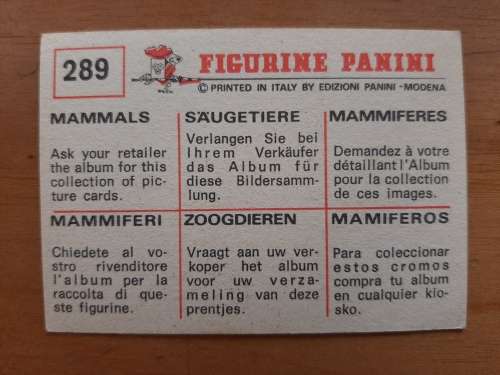 289
FIGURINE PANINI
© PRINTED IN ITALY BY EDIZIONI PANINI -MODENA
MAMMALS
Ask your retailer
the album for this
collection of pic-
ture cards.
SÄUGETIERE
Verlangen Sie bei
Ihrem Verkäufer
das Album für
diese Bildersamm-
lung.
MAMMIFERES
Demandez à votre
détaillant l'Album
pour la collection
de ces images.
MAMMIFERI
Chiedete al vo-
stro rivenditore
l'album per la
raccolta di que-
ste figurine.
ZOOGDIEREN
Vraagt aan uw ver-
koper het album
voor uw verza-
meling van deze
prentjes.
MAMIFEROS
Para coleccionar
estos cromos
compra tu album
en cualquier kio-
sko.